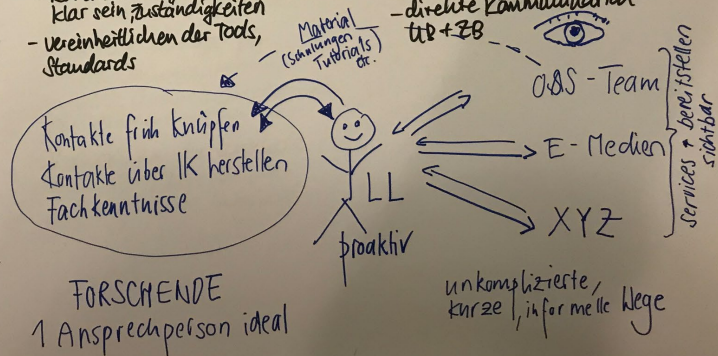 klar sein, zuständigkeiten
- vereinheitlichen der Tools,
Standards
- Material
(Schulungen
Tutorials)
etc.
- direkte Kommunikation
UB + ZB
OAS - Team
E - Medien
XYZ
services + bereitstellen
sichtbar
Kontakte früh knüpfen
Kontakte über IK herstellen
Fachkenntnisse
LL
proaktiv
FORSCHENDE
1 Ansprechperson ideal
unkomplizierte,
kurze, informelle Wege